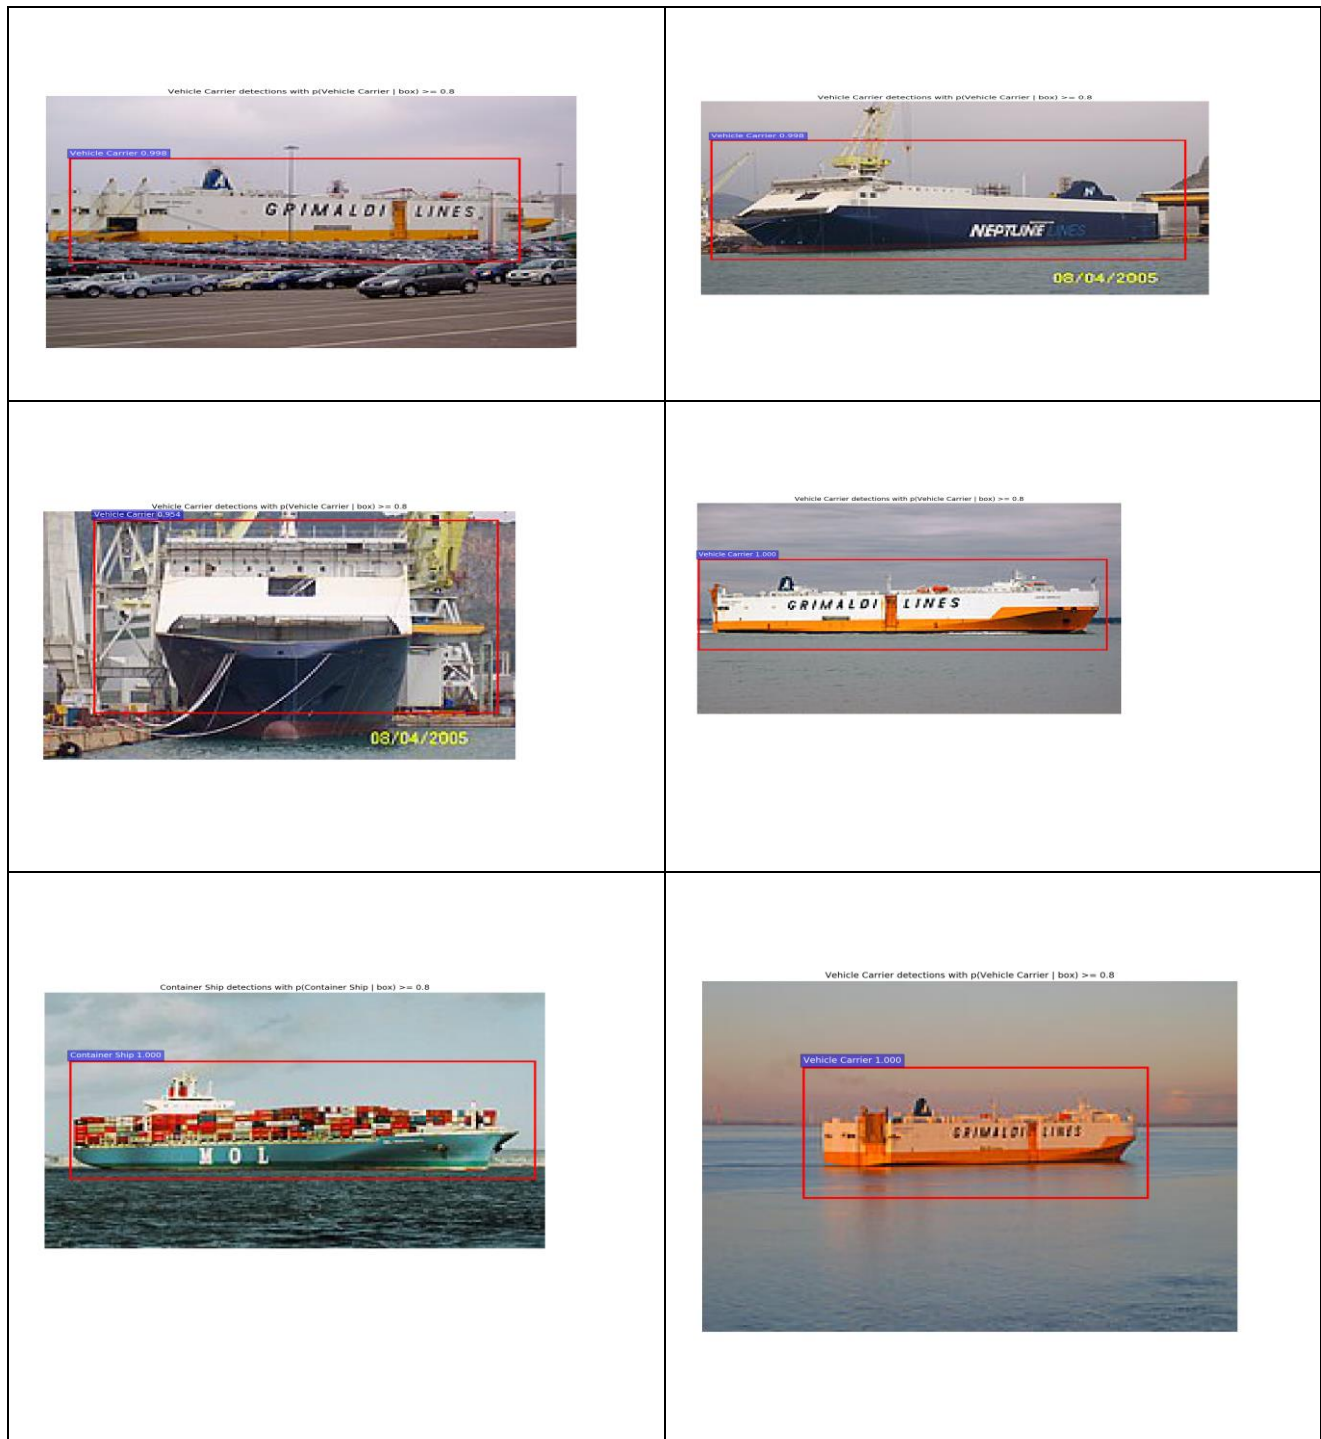 Vehicle Carrier detections with p(Vehicle Carrier | box) >= 0.8
Vehicle Carrier 0.998
GRIMALDI LINES
Vehicle Carrier detections with p(Vehicle Carrier | box) >= 0.8
Vehicle Carrier 0.998
N
NEPTUNE LINES
08/04/2005
Vehicle Carrier detections with p(Vehicle Carrier | box) >= 0.8
Vehicle Carrier 0.954
08/04/2005
Vehicle Carrier detections with p(Vehicle Carrier | box) >= 0.8
Vehicle Carrier 1.000
GRIMALDI LINES
Container Ship detections with p(Container Ship | box) >= 0.8
Container Ship 1.000
MOL
Vehicle Carrier detections with p(Vehicle Carrier | box) >= 0.8
Vehicle Carrier 1.000
GRIMALDI LINES